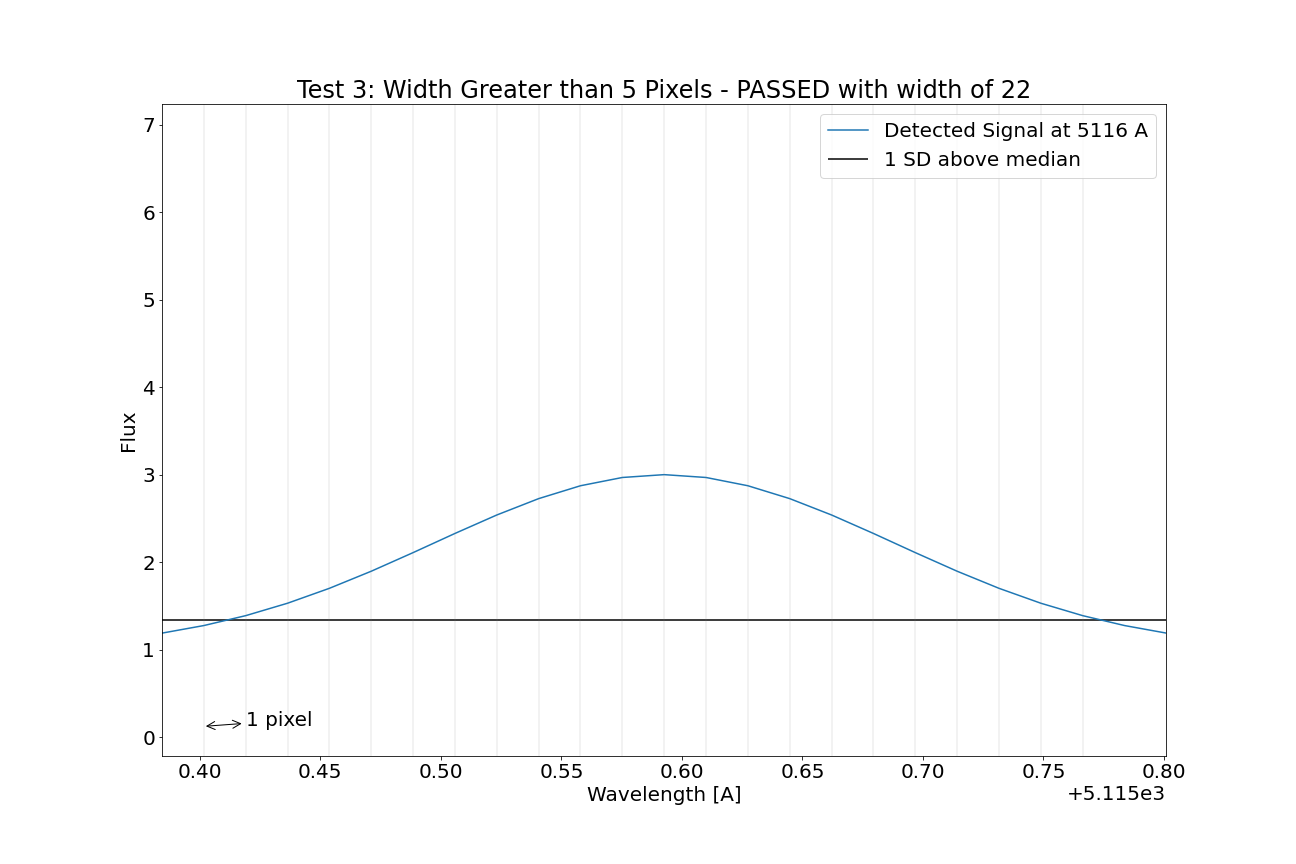 Test 3: Width Greater than 5 Pixels - PASSED with width of 22
Detected Signal at 5116 A
1 SD above median
7
6
5
4
3
2
1
0
Flux
1 pixel
0.40 0.45 0.50 0.55 0.60 0.65 0.70 0.75 0.80
Wavelength [A]
+5.115e3